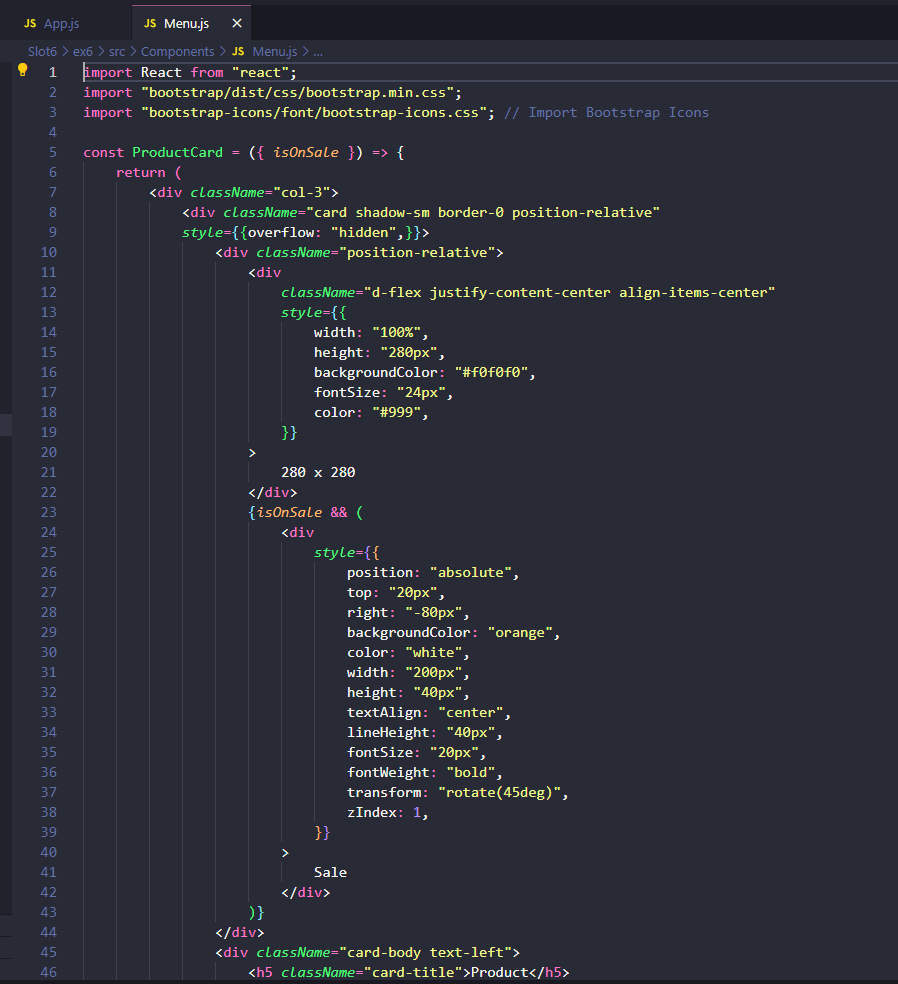 JS App.js
JS Menu.js ×
Slot6 > ex6 > src > Components > JS Menu.js > ...
1 import React from "react";
2 import "bootstrap/dist/css/bootstrap.min.css";
3 import "bootstrap-icons/font/bootstrap-icons.css"; // Import Bootstrap Icons
4
5 const ProductCard = ({ isOnSale }) => {
6 return (
7 <div className="col-3">
8 <div className="card shadow-sm border-0 position-relative"
9 style={{overflow: "hidden",}}>
10 <div className="position-relative">
11 <div
12 className="d-flex justify-content-center align-items-center"
13 style={{
14 width: "100%",
15 height: "280px",
16 backgroundColor: "#f0f0f0",
17 fontSize: "24px",
18 color: "#999",
19 }}
20 >
21 280 x 280
22 </div>
23 {isOnSale && (
24 <div
25 style={{
26 position: "absolute",
27 top: "20px",
28 right: "-80px",
29 backgroundColor: "orange",
30 color: "white",
31 width: "200px",
32 height: "40px",
33 textAlign: "center",
34 lineHeight: "40px",
35 fontSize: "20px",
36 fontWeight: "bold",
37 transform: "rotate(45deg)",
38 zIndex: 1,
39 }}
40 >
41 Sale
42 </div>
43 )}
44 </div>
45 <div className="card-body text-left">
46 <h5 className="card-title">Product</h5>